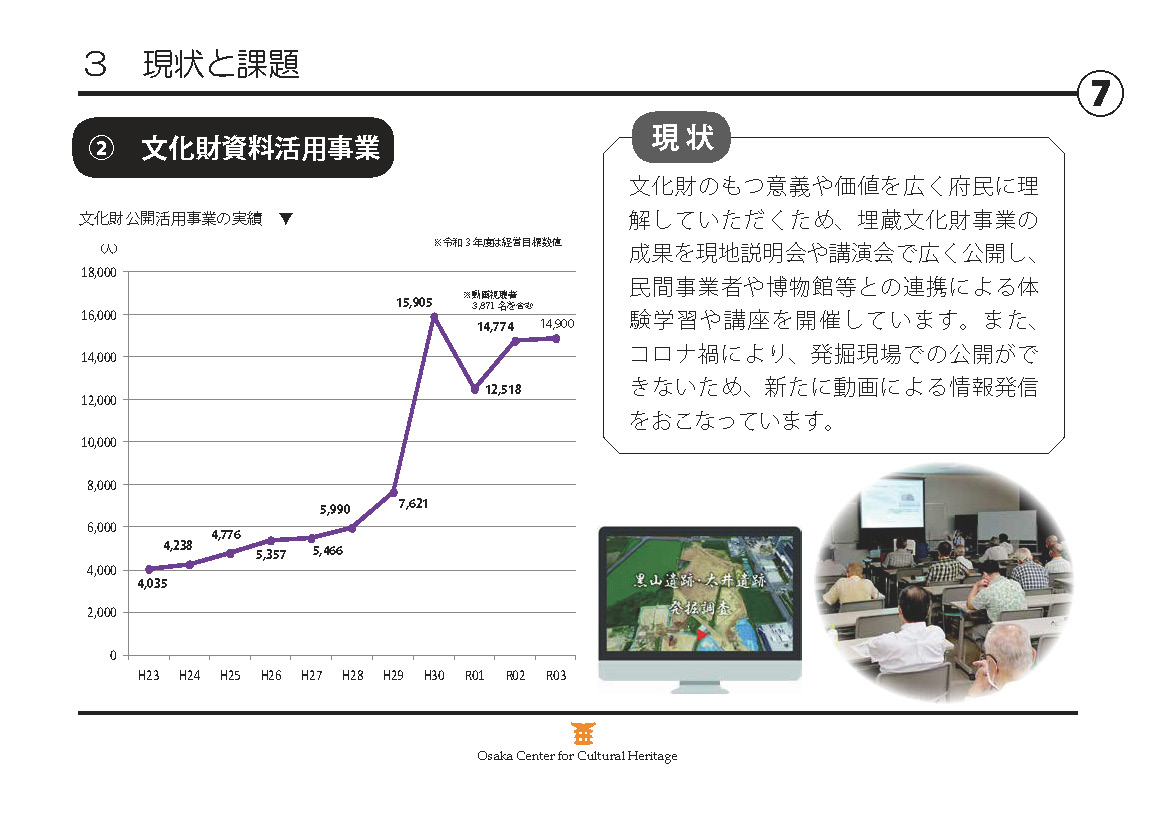 ３　現状と課題
7
②　文化財資料活用事業
文化財公開活用事業の実績　▼
（人）
※令和３年度は経営目標数値
18,000
16,000
14,000
12,000
10,000
8,000
6,000
4,000
2,000
0
4,035
4,238
4,776
5,357
5,466
5,990
7,621
15,905
12,518
※動画視聴者
3,871 名を含む
14,774
14,900
H23 H24 H25 H26 H27 H28 H29 H30 R01 R02 R03
現 状
文化財のもつ意義や価値を広く府民に理
解していただくため、埋蔵文化財事業の
成果を現地説明会や講演会で広く公開し、
民間事業者や博物館等との連携による体
験学習や講座を開催しています。また、
コロナ禍により、発掘現場での公開がで
きないため、新たに動画による情報発信
をおこなっています。
黒山遺跡・太井遺跡
発掘調査
Osaka Center for Cultural Heritage